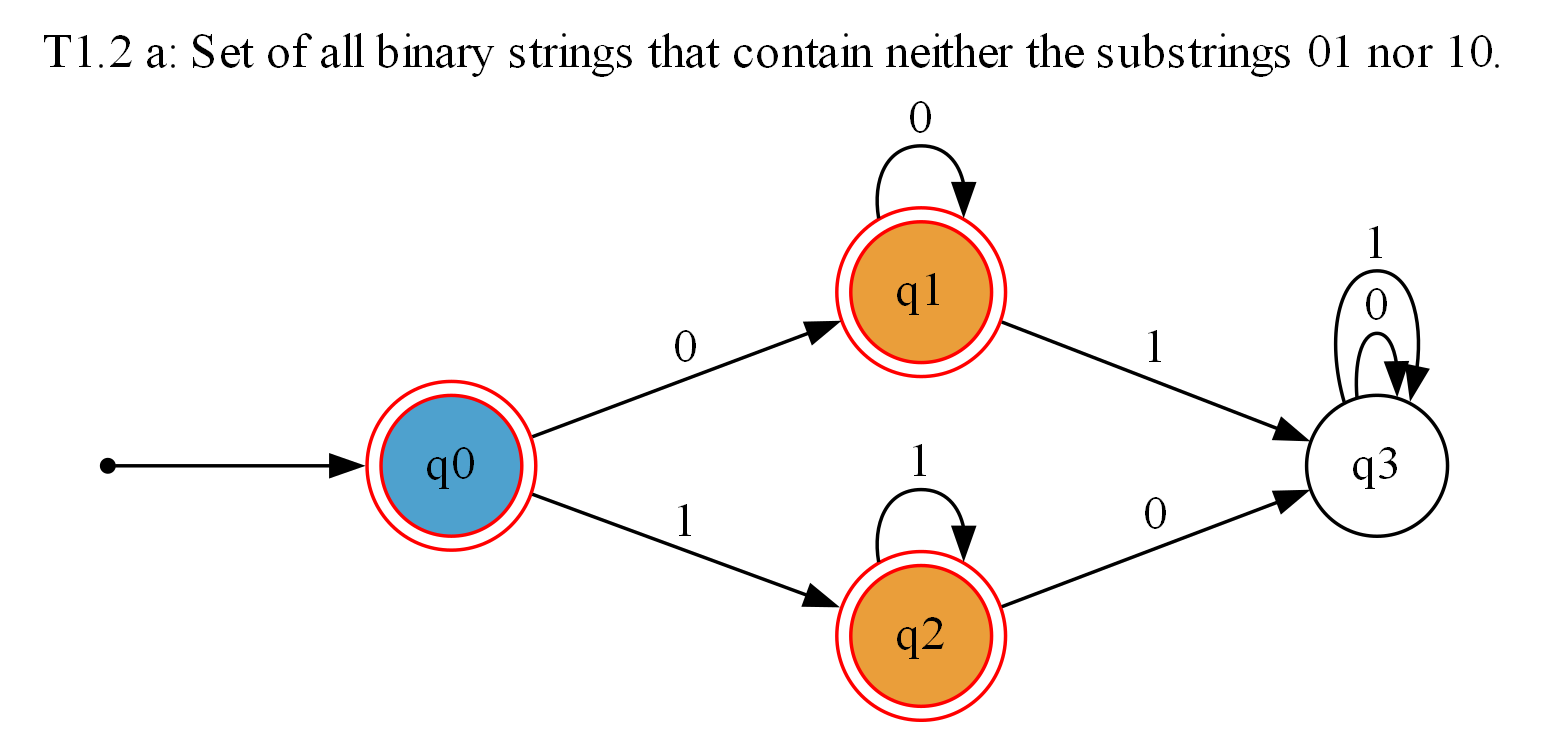 T1.2 a: Set of all binary strings that contain neither the substrings 01 nor 10.
0
q1
1
0
0
1
q0
q3
1
1
0
q2